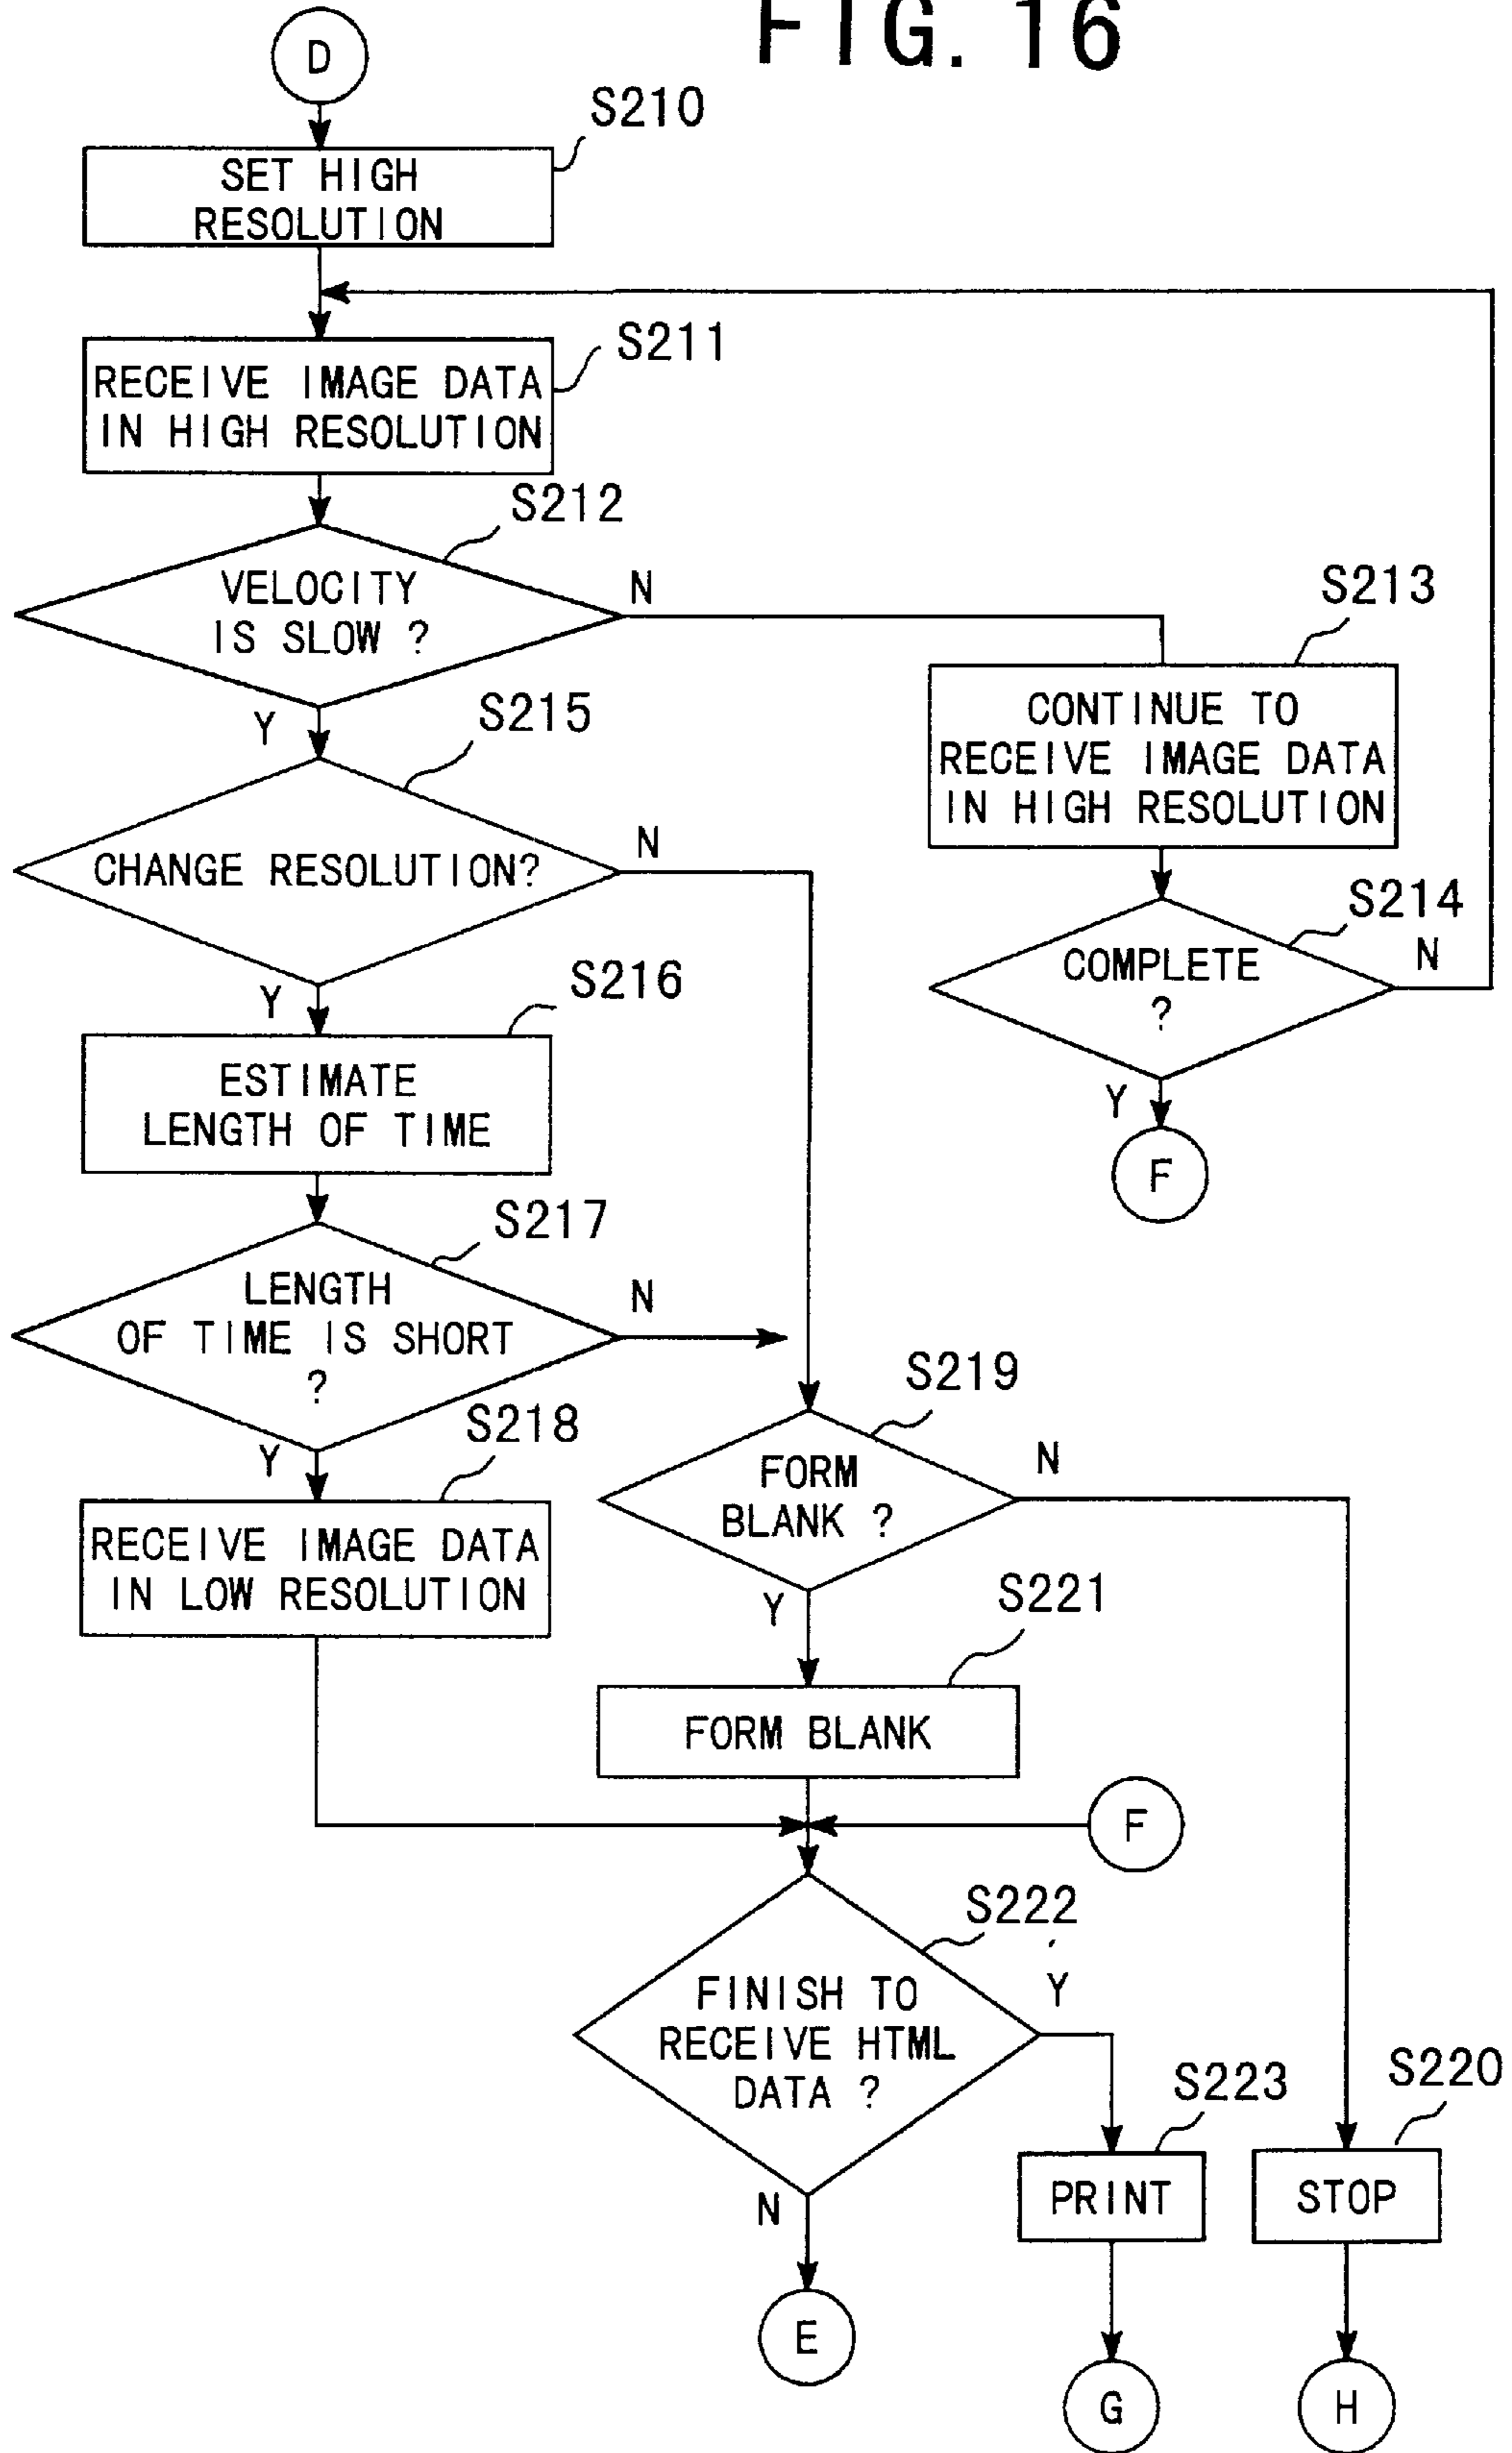 FIG. 16
D
S210
SET HIGH
RESOLUTION
S211
RECEIVE IMAGE DATA
IN HIGH RESOLUTION
S212
VELOCITY
IS SLOW ?
N
Y
S213
CONTINUE TO
RECEIVE IMAGE DATA
IN HIGH RESOLUTION
S214
COMPLETE
?
N
Y
F
S215
CHANGE RESOLUTION?
N
Y
S216
ESTIMATE
LENGTH OF TIME
S217
LENGTH
OF TIME IS SHORT
?
N
Y
S218
RECEIVE IMAGE DATA
IN LOW RESOLUTION
S219
FORM
BLANK ?
N
Y
S221
FORM BLANK
F
S222
FINISH TO
RECEIVE HTML
DATA ?
Y
N
S223
PRINT
S220
STOP
E
G
H